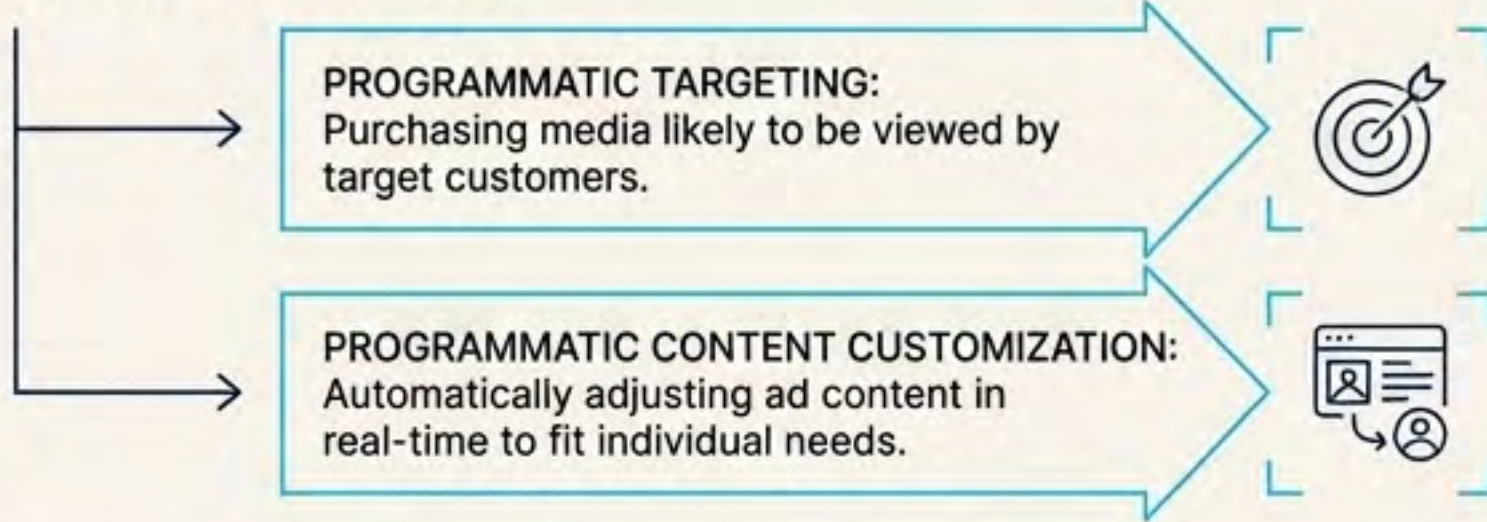 PROGRAMMATIC TARGETING:
Purchasing media likely to be viewed by
target customers.
PROGRAMMATIC CONTENT CUSTOMIZATION:
Automatically adjusting ad content in
real-time to fit individual needs.